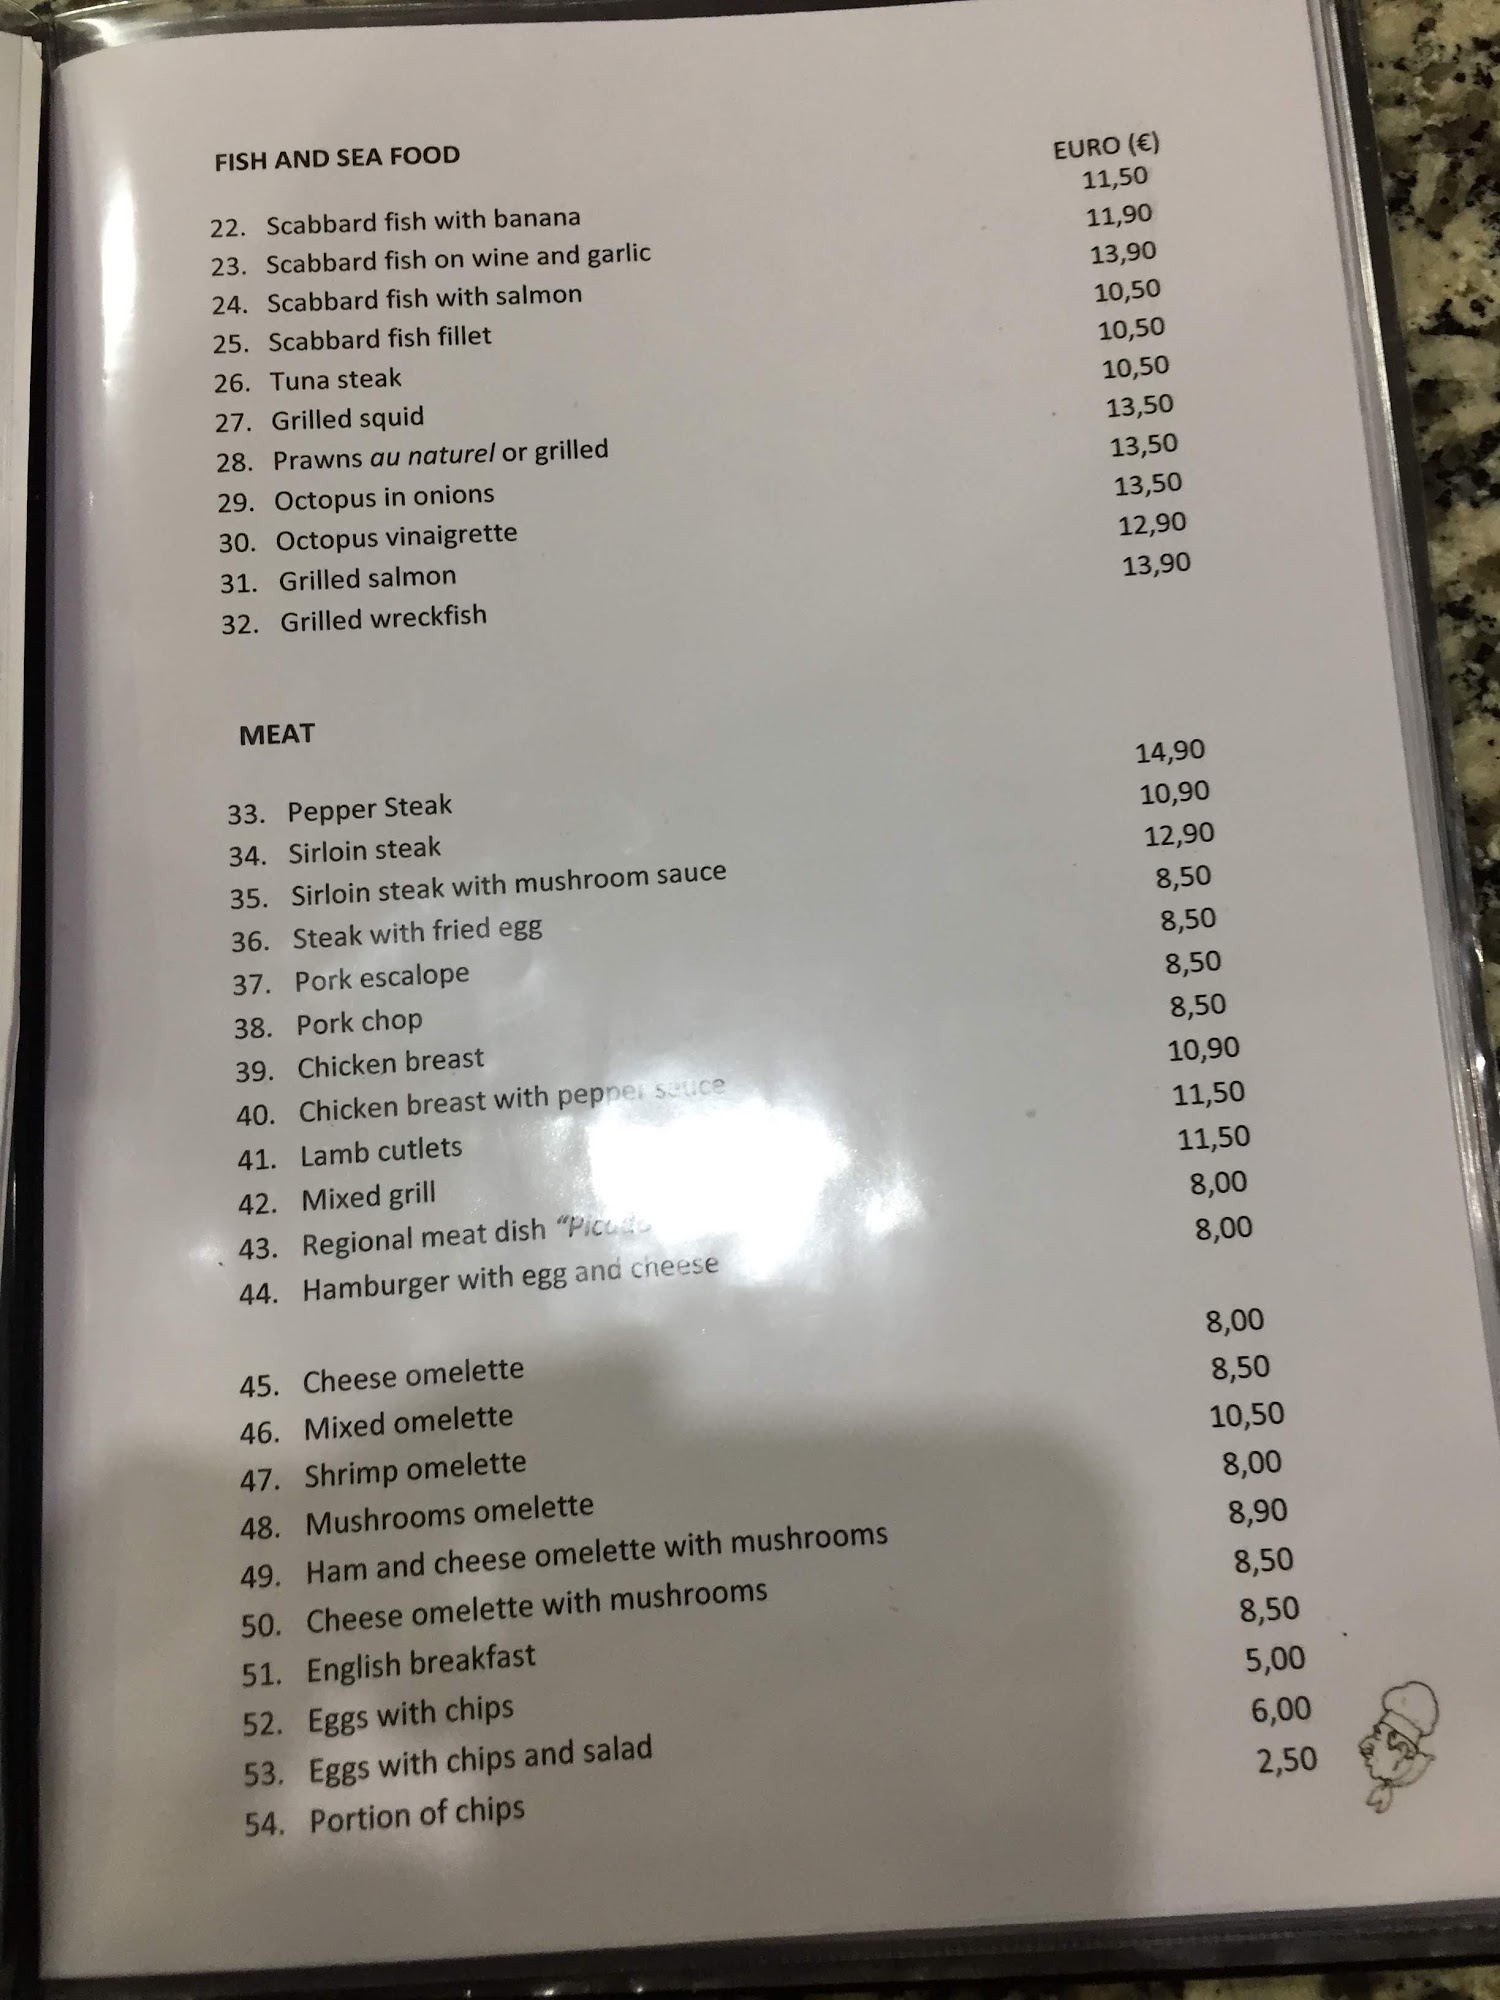 FISH AND SEA FOOD EURO (€)
22. Scabbard fish with banana 11,50
23. Scabbard fish on wine and garlic 11,90
24. Scabbard fish with salmon 13,90
25. Scabbard fish fillet 10,50
26. Tuna steak 10,50
27. Grilled squid 10,50
28. Prawns au naturel or grilled 13,50
29. Octopus in onions 13,50
30. Octopus vinaigrette 13,50
31. Grilled salmon 12,90
32. Grilled wreckfish 13,90
MEAT
33. Pepper Steak 14,90
34. Sirloin steak 10,90
35. Sirloin steak with mushroom sauce 12,90
36. Steak with fried egg 8,50
37. Pork escalope 8,50
38. Pork chop 8,50
39. Chicken breast 8,50
40. Chicken breast with pepper sauce 10,90
41. Lamb cutlets 11,50
42. Mixed grill 11,50
43. Regional meat dish 8,00
44. Hamburger with egg and cheese 8,00
45. Cheese omelette 8,00
46. Mixed omelette 8,50
47. Shrimp omelette 10,50
48. Mushrooms omelette 8,00
49. Ham and cheese omelette with mushrooms 8,90
50. Cheese omelette with mushrooms 8,50
51. English breakfast 8,50
52. Eggs with chips 5,00
53. Eggs with chips and salad 6,00
54. Portion of chips 2,50